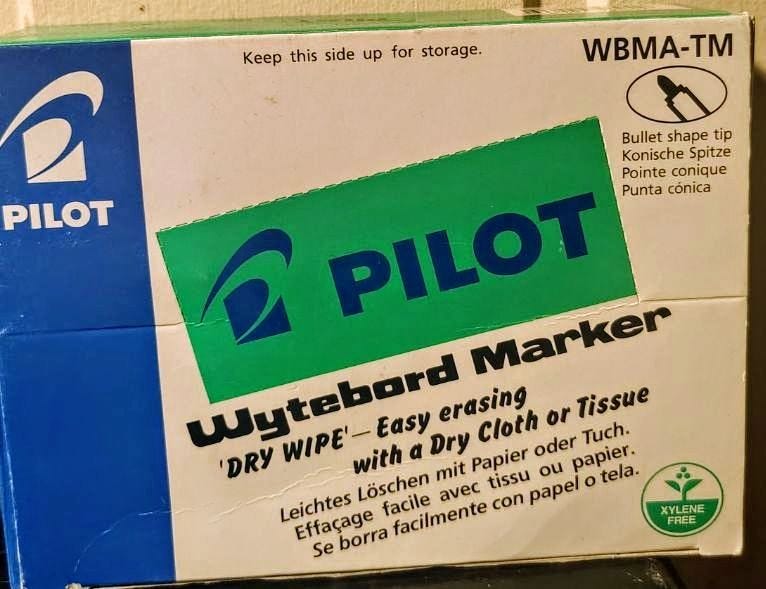 Keep this side up for storage.
WBMA-TM
Bullet shape tip
Konische Spitze
Pointe conique
Punta cónica
PILOT
PILOT
Wytebord Marker
'DRY WIPE'—Easy erasing
with a Dry Cloth or Tissue
Leichtes Löschen mit Papier oder Tuch.
Effaçage facile avec tissu ou papier.
Se borra facilmente con papel o tela.
XYLENE
FREE